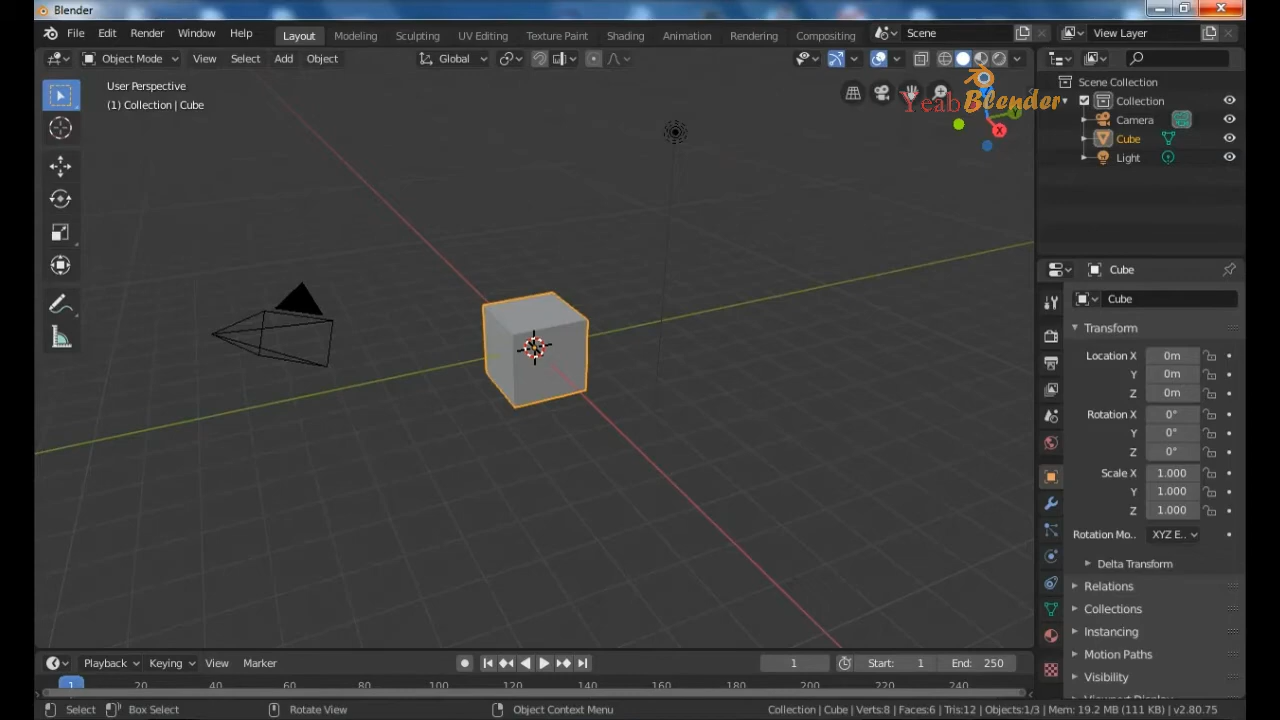 Blender
File Edit Render Window Help Layout Modeling Sculpting UV Editing Texture Paint Shading Animation Rendering Compositing Scene View Layer
Object Mode View Select Add Object Global
User Perspective
(1) Collection | Cube
Yeab Blender
Y
X
Scene Collection
Collection
Camera
Cube
Light
Cube
Cube
Transform
Location X 0m
Y 0m
Z 0m
Rotation X 0°
Y 0°
Z 0°
Scale X 1.000
Y 1.000
Z 1.000
Rotation Mo.. XYZ E..
Delta Transform
Relations
Collections
Instancing
Motion Paths
Visibility
Viewport Display
Playback Keying View Marker 1 Start: 1 End: 250
1 20 40 60 80 100 120 140 160 180 200 220 240
Select Box Select Rotate View Object Context Menu Collection | Cube | Verts:8 | Faces:6 | Tris:12 | Objects:1/3 | Mem: 19.2 MB (111 KB) | v2.80.75